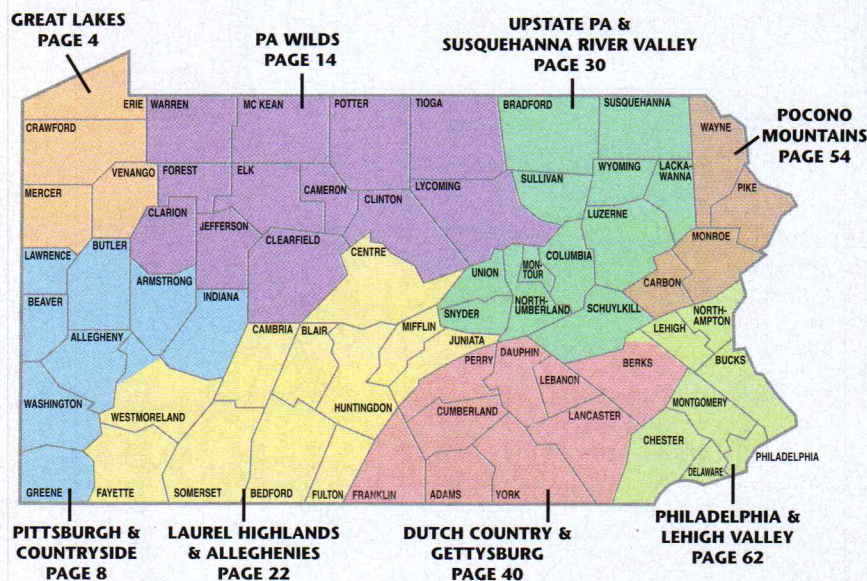 GREAT LAKES
PAGE 4
PA WILDS
PAGE 14
UPSTATE PA &
SUSQUEHANNA RIVER VALLEY
PAGE 30
POCONO
MOUNTAINS
PAGE 54
ERIE
WARREN
MC KEAN
POTTER
TIOGA
BRADFORD
SUSQUEHANNA
WAYNE
CRAWFORD
VENANGO
FOREST
ELK
CAMERON
CLINTON
LYCOMING
SULLIVAN
WYOMING
LACKA-
WANNA
PIKE
MERCER
CLARION
JEFFERSON
CLEARFIELD
CENTRE
LUZERNE
MONROE
LAWRENCE
BUTLER
ARMSTRONG
INDIANA
UNION
MON-
TOUR
COLUMBIA
CARBON
BEAVER
ALLEGHENY
CAMBRIA
BLAIR
MIFFLIN
SNYDER
NORTH-
UMBERLAND
SCHUYLKILL
NORTH-
AMPTON
LEHIGH
JUNIATA
PERRY
DAUPHIN
LEBANON
BERKS
BUCKS
WASHINGTON
WESTMORELAND
HUNTINGDON
CUMBERLAND
LANCASTER
MONTGOMERY
CHESTER
DELAWARE
PHILADELPHIA
GREENE
FAYETTE
SOMERSET
BEDFORD
FULTON
FRANKLIN
ADAMS
YORK
PITTSBURGH &
COUNTRYSIDE
PAGE 8
LAUREL HIGHLANDS
& ALLEGHENIES
PAGE 22
DUTCH COUNTRY &
GETTYSBURG
PAGE 40
PHILADELPHIA &
LEHIGH VALLEY
PAGE 62